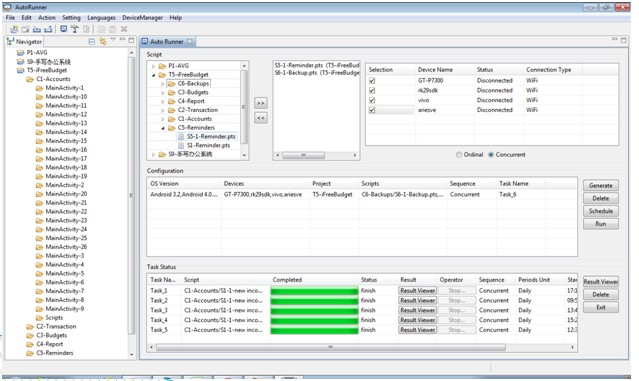 AutoRunner
File Edit Action Setting Languages DeviceManager Help
Navigator
P1-AVG
S9-手写办公系统
T5-iFreeBudget
C1-Accounts
MainActivity-1
MainActivity-10
MainActivity-11
MainActivity-12
MainActivity-13
MainActivity-14
MainActivity-15
MainActivity-16
MainActivity-17
MainActivity-18
MainActivity-19
MainActivity-2
MainActivity-20
MainActivity-21
MainActivity-22
MainActivity-23
MainActivity-24
MainActivity-25
MainActivity-26
MainActivity-3
MainActivity-4
MainActivity-5
MainActivity-6
MainActivity-7
MainActivity-8
MainActivity-9
Scripts
C2-Transaction
C3-Budgets
C4-Report
C5-Reminders
Auto Runner
Script
P1-AVG
T5-iFreeBudget
C6-Backups
C3-Budgets
C4-Report
C2-Transaction
C1-Accounts
C5-Reminders
S5-1-Reminder.pts
S1-Reminder.pts
S9-手写办公系统
>>
<<
S5-1-Reminder.pts (T5-iFreeBud
S6-1-Backup.pts (T5-iFreeBudge
Selection Device Name Status Connection Type
GT-P7300 Disconnected WiFi
rk29sdk Disconnected WiFi
vivo Disconnected WiFi
ariesve Disconnected WiFi
Ordinal Concurrent
Configuration
OS Version Devices Project Scripts Sequence Task Name
Android 3.2,Android 4.0.... GT-P7300,rk29sdk,vivo,ariesve T5-iFreeBudget C6-Backups/S6-1-Backup.pts,... Concurrent Task_6
Generate
Delete
Schedule
Run
Task Status
Task Na... Script Completed Status Result Operator Sequence Periods Unit Star
Task_1 C1-Accounts/S1-1-new inco... finish Result Viewer Stop... Concurrent Daily 17:1
Task_2 C1-Accounts/S1-1-new inco... finish Result Viewer Stop... Concurrent Daily 09:5
Task_3 C1-Accounts/S1-1-new inco... finish Result Viewer Stop... Concurrent Daily 13:4
Task_4 C1-Accounts/S1-1-new inco... finish Result Viewer Stop... Concurrent Daily 15:2
Task_5 C1-Accounts/S1-1-new inco... finish Result Viewer Stop... Concurrent Daily 12:3
Result Viewer
Delete
Exit